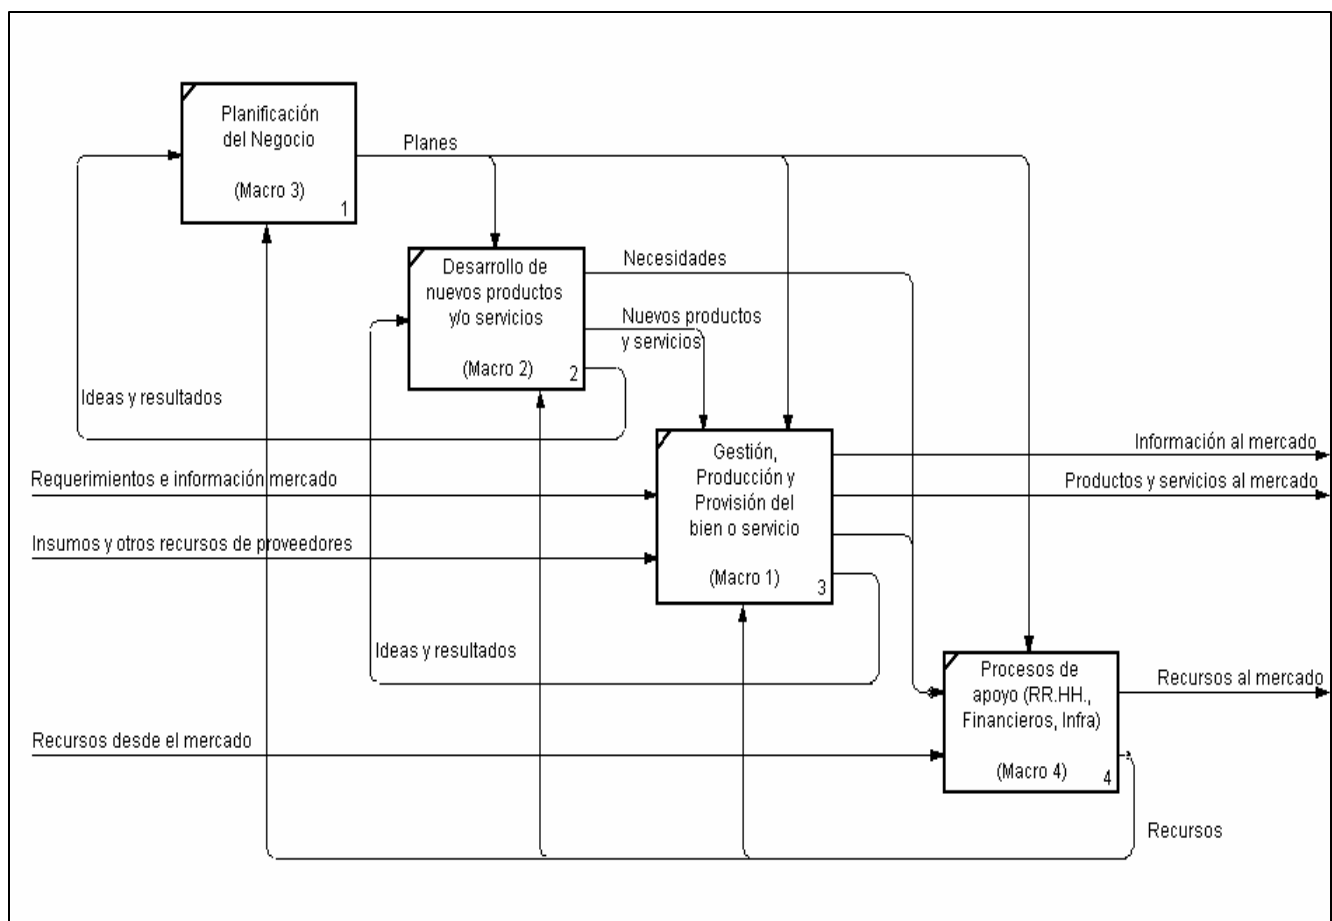 Planificación
del Negocio
(Macro 3)
1
Planes
Desarrollo de
nuevos productos
y/o servicios
(Macro 2)
2
Necesidades
Nuevos productos
y servicios
Ideas y resultados
Gestión,
Producción y
Provisión del
bien o servicio
(Macro 1)
3
Información al mercado
Productos y servicios al mercado
Requerimientos e información mercado
Insumos y otros recursos de proveedores
Ideas y resultados
Procesos de
apoyo (RR.HH.,
Financieros, Infra)
(Macro 4)
4
Recursos al mercado
Recursos desde el mercado
Recursos